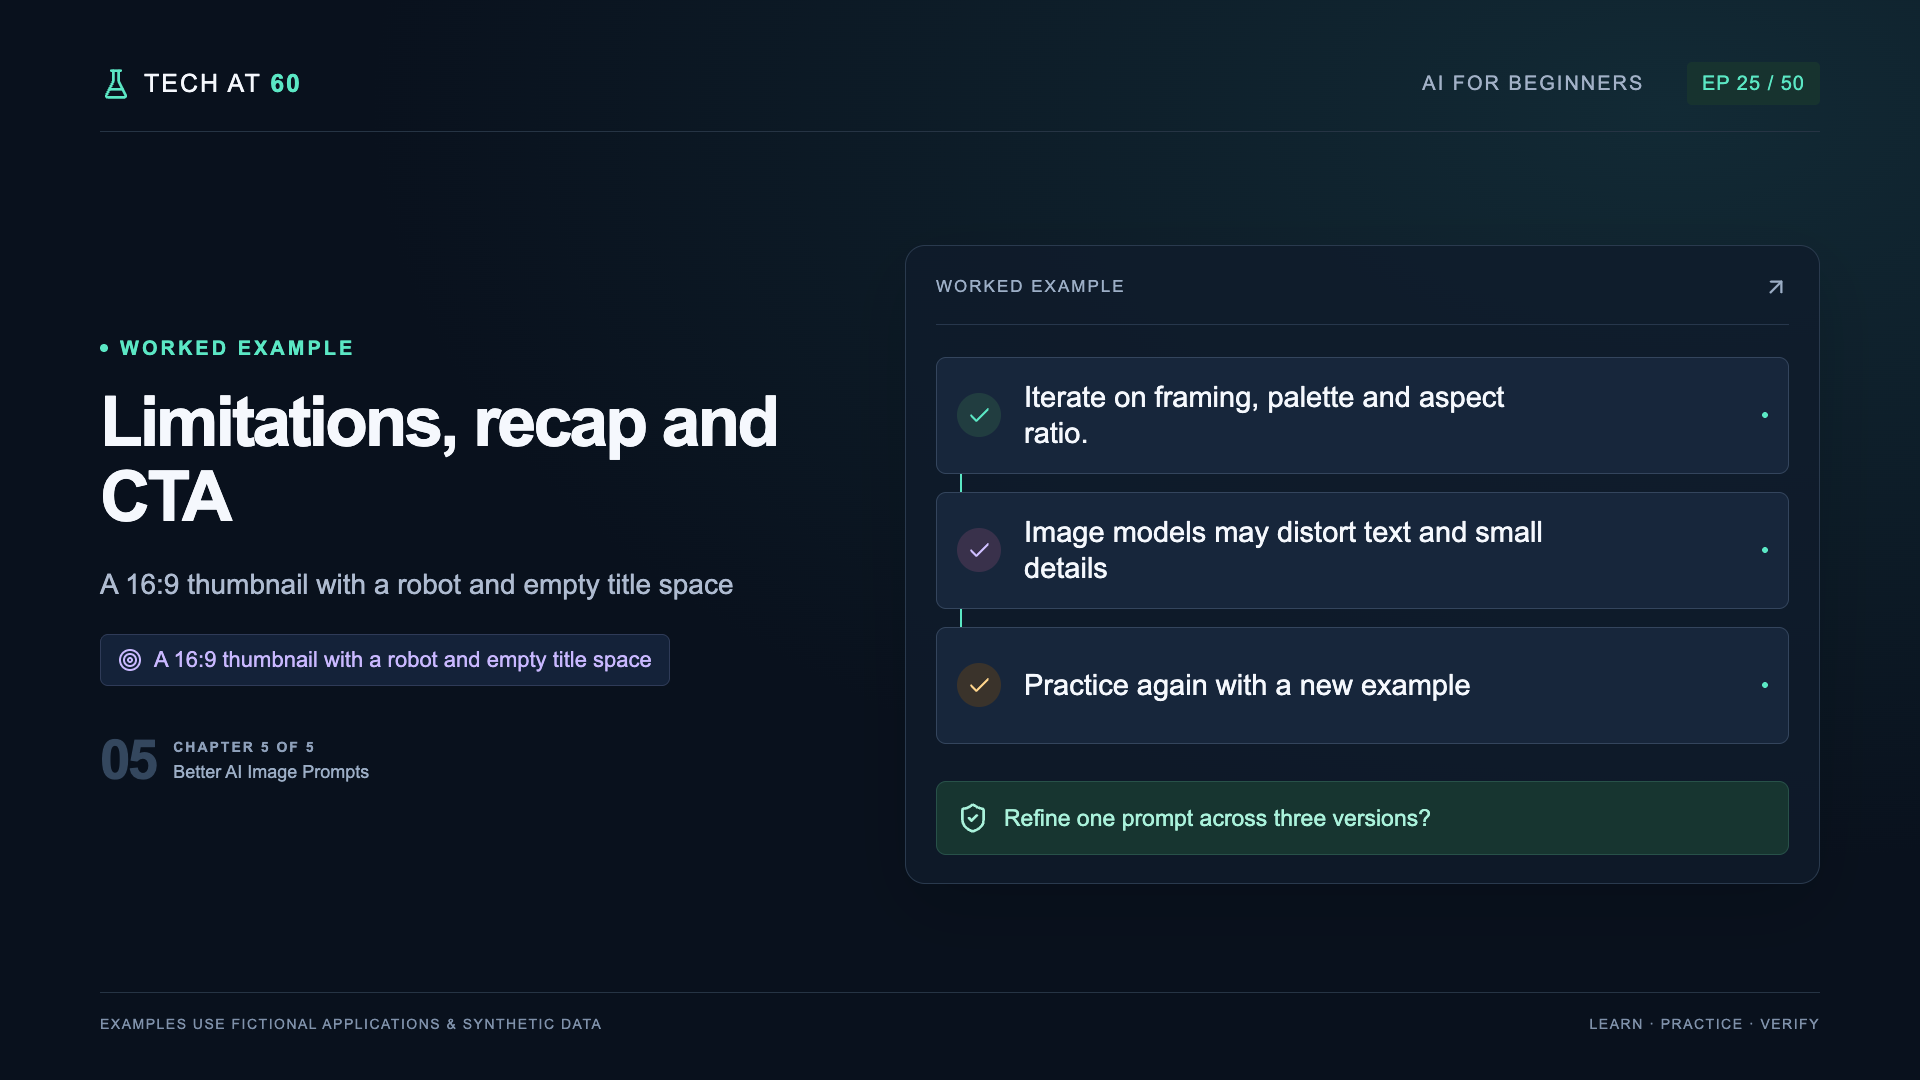 TECH AT 60
AI FOR BEGINNERS
EP 25 / 50
WORKED EXAMPLE
Limitations, recap and
CTA
A 16:9 thumbnail with a robot and empty title space
A 16:9 thumbnail with a robot and empty title space
05
CHAPTER 5 OF 5
Better AI Image Prompts
WORKED EXAMPLE
Iterate on framing, palette and aspect
ratio.
Image models may distort text and small
details
Practice again with a new example
Refine one prompt across three versions?
EXAMPLES USE FICTIONAL APPLICATIONS & SYNTHETIC DATA
LEARN · PRACTICE · VERIFY